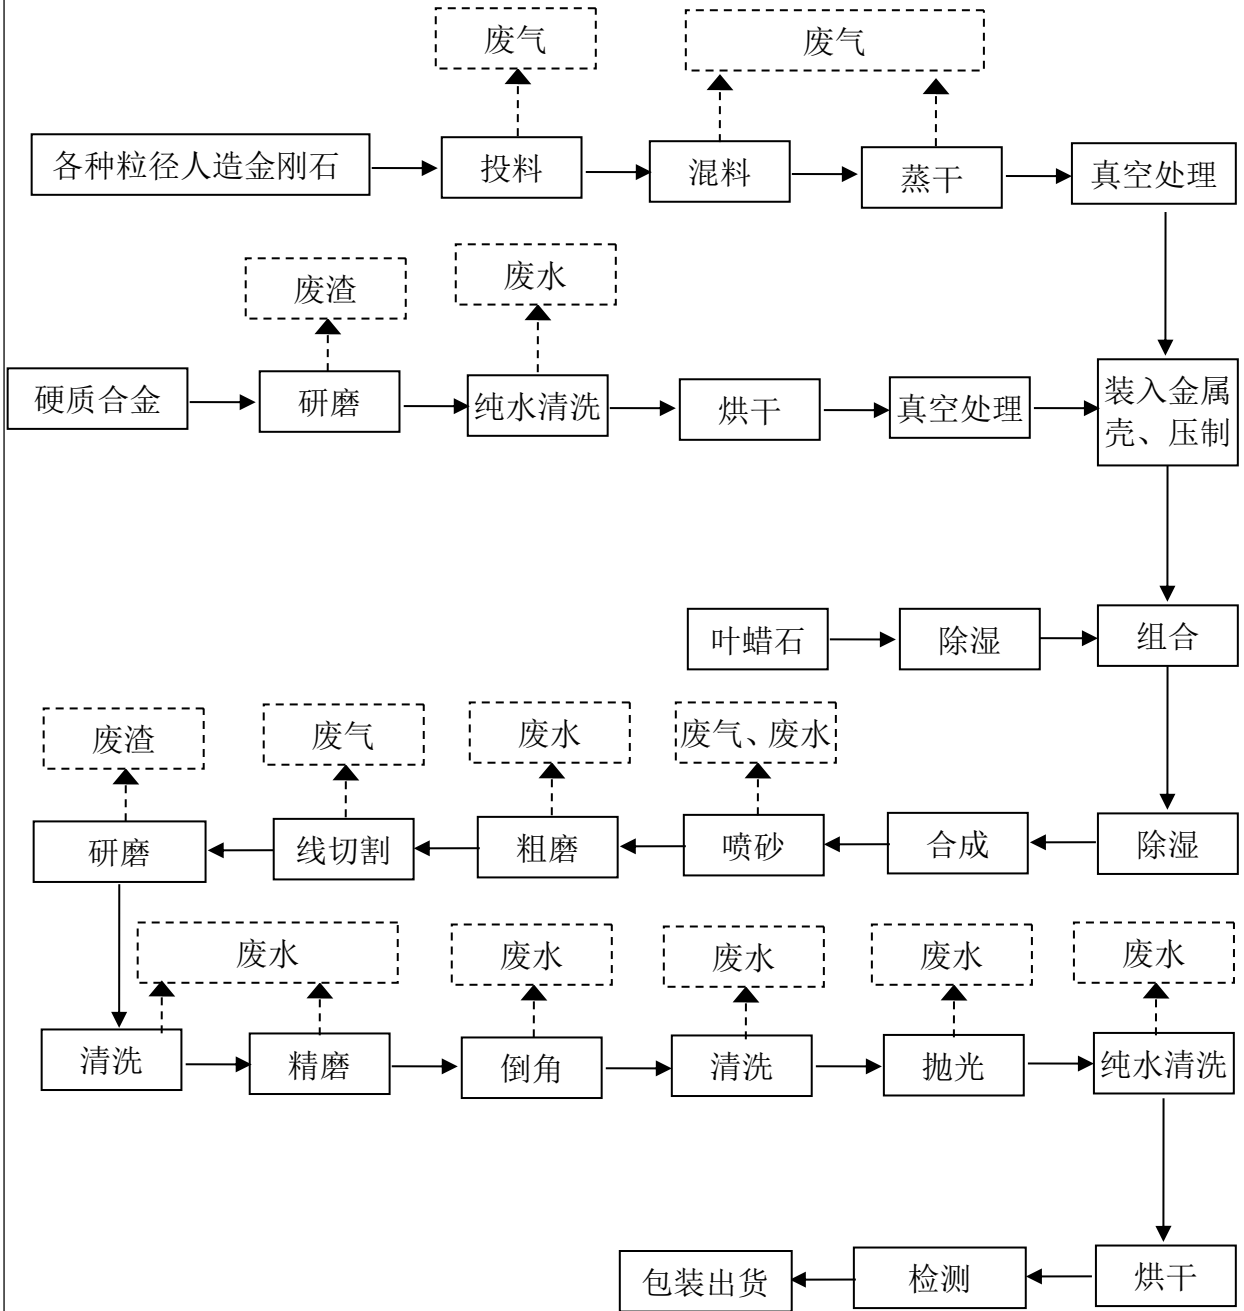 废气
废气
各种粒径人造金刚石
投料
混料
蒸干
真空处理
废渣
废水
硬质合金
研磨
纯水清洗
烘干
真空处理
装入金属
壳、压制
叶蜡石
除湿
组合
废渣
废气
废水
废气、废水
研磨
线切割
粗磨
喷砂
合成
除湿
废水
废水
废水
废水
废水
清洗
精磨
倒角
清洗
抛光
纯水清洗
包装出货
检测
烘干